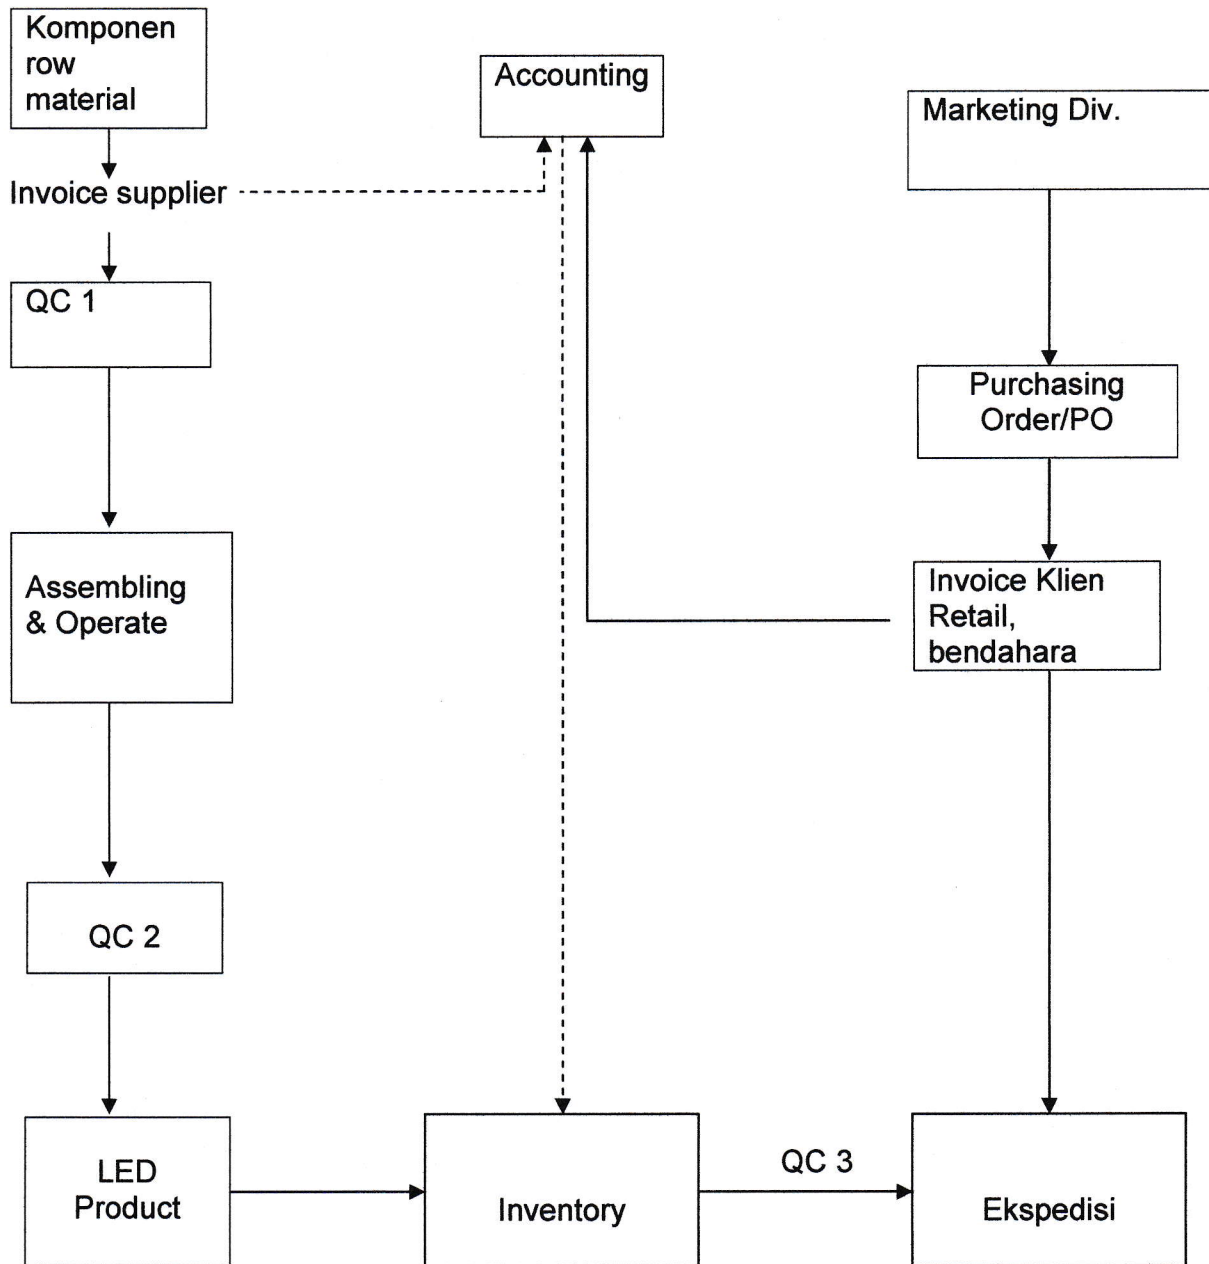 Komponen
row
material
Accounting
Marketing Div.
Invoice supplier
QC 1
Purchasing
Order/PO
Assembling
& Operate
Invoice Klien
Retail,
bendahara
QC 2
LED
Product
Inventory
QC 3
Ekspedisi